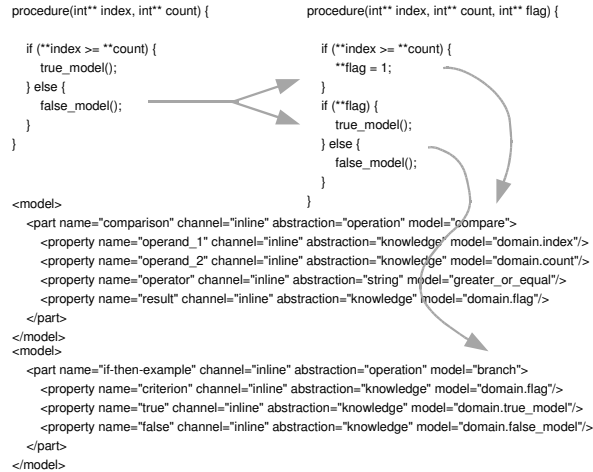 procedure(int** index, int** count) {
if (**index >= **count) {
true_model();
} else {
false_model();
}
}
procedure(int** index, int** count, int** flag) {
if (**index >= **count) {
**flag = 1;
}
if (**flag) {
true_model();
} else {
false_model();
}
}
<model>
<part name="comparison" channel="inline" abstraction="operation" model="compare">
<property name="operand_1" channel="inline" abstraction="knowledge" model="domain.index"/>
<property name="operand_2" channel="inline" abstraction="knowledge" model="domain.count"/>
<property name="operator" channel="inline" abstraction="string" model="greater_or_equal"/>
<property name="result" channel="inline" abstraction="knowledge" model="domain.flag"/>
</part>
</model>
<model>
<part name="if-then-example" channel="inline" abstraction="operation" model="branch">
<property name="criterion" channel="inline" abstraction="knowledge" model="domain.flag"/>
<property name="true" channel="inline" abstraction="knowledge" model="domain.true_model"/>
<property name="false" channel="inline" abstraction="knowledge" model="domain.false_model"/>
</part>
</model>